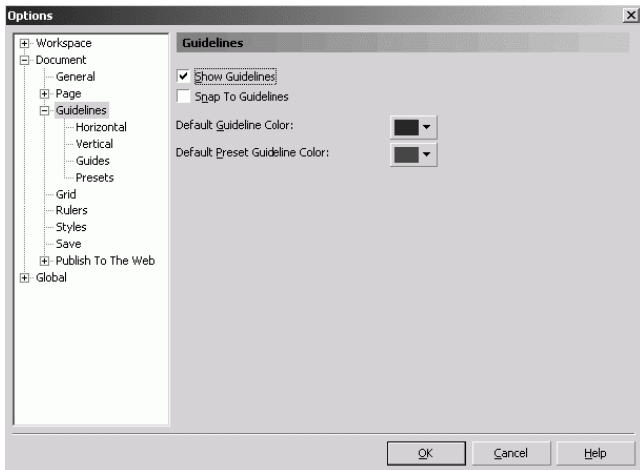 Options
Workspace
Document
General
Page
Guidelines
Horizontal
Vertical
Guides
Presets
Grid
Rulers
Styles
Save
Publish To The Web
Global
Guidelines
Show Guidelines
Snap To Guidelines
Default Guideline Color:
Default Preset Guideline Color:
OK
Cancel
Help